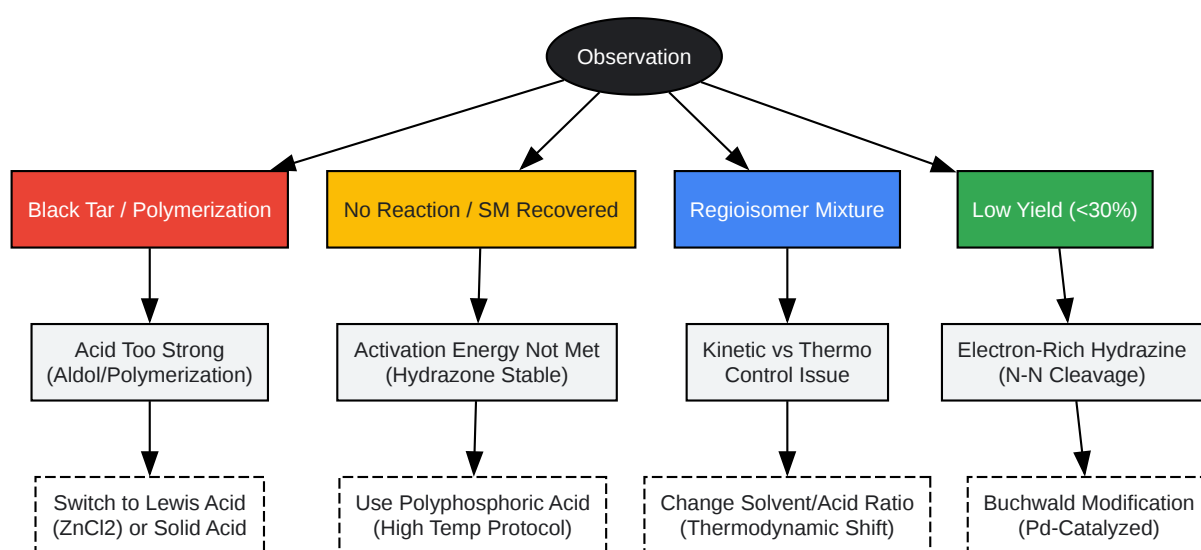 Observation
Black Tar / Polymerization
No Reaction / SM Recovered
Regioisomer Mixture
Low Yield (<30%)
Acid Too Strong
(Aldol/Polymerization)
Activation Energy Not Met
(Hydrazone Stable)
Kinetic vs Thermo
Control Issue
Electron-Rich Hydrazine
(N-N Cleavage)
Switch to Lewis Acid
(ZnCl2) or Solid Acid
Use Polyphosphoric Acid
(High Temp Protocol)
Change Solvent/Acid Ratio
(Thermodynamic Shift)
Buchwald Modification
(Pd-Catalyzed)